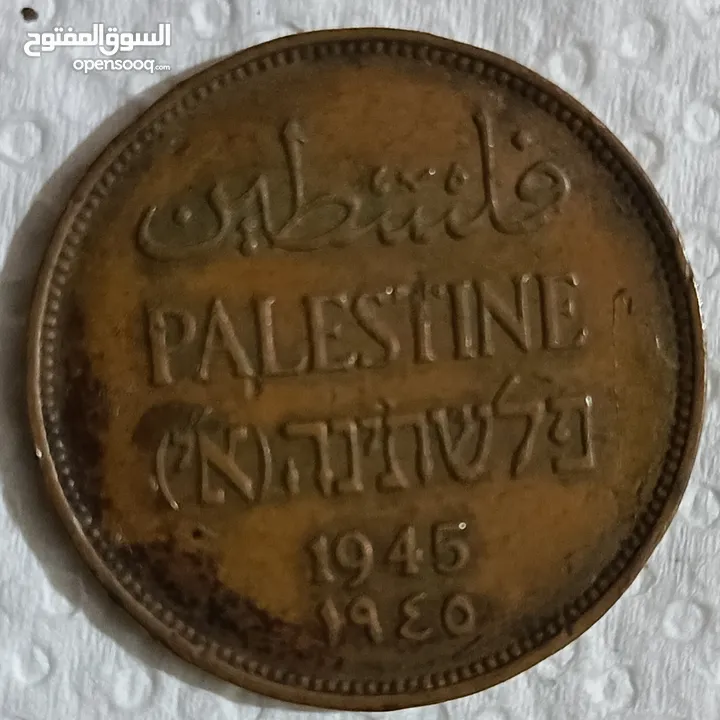 السوق المفتوح
opensooq.com
فلسطين
PALESTINE
פלשתינה (א"י)
1945
١٩٤٥